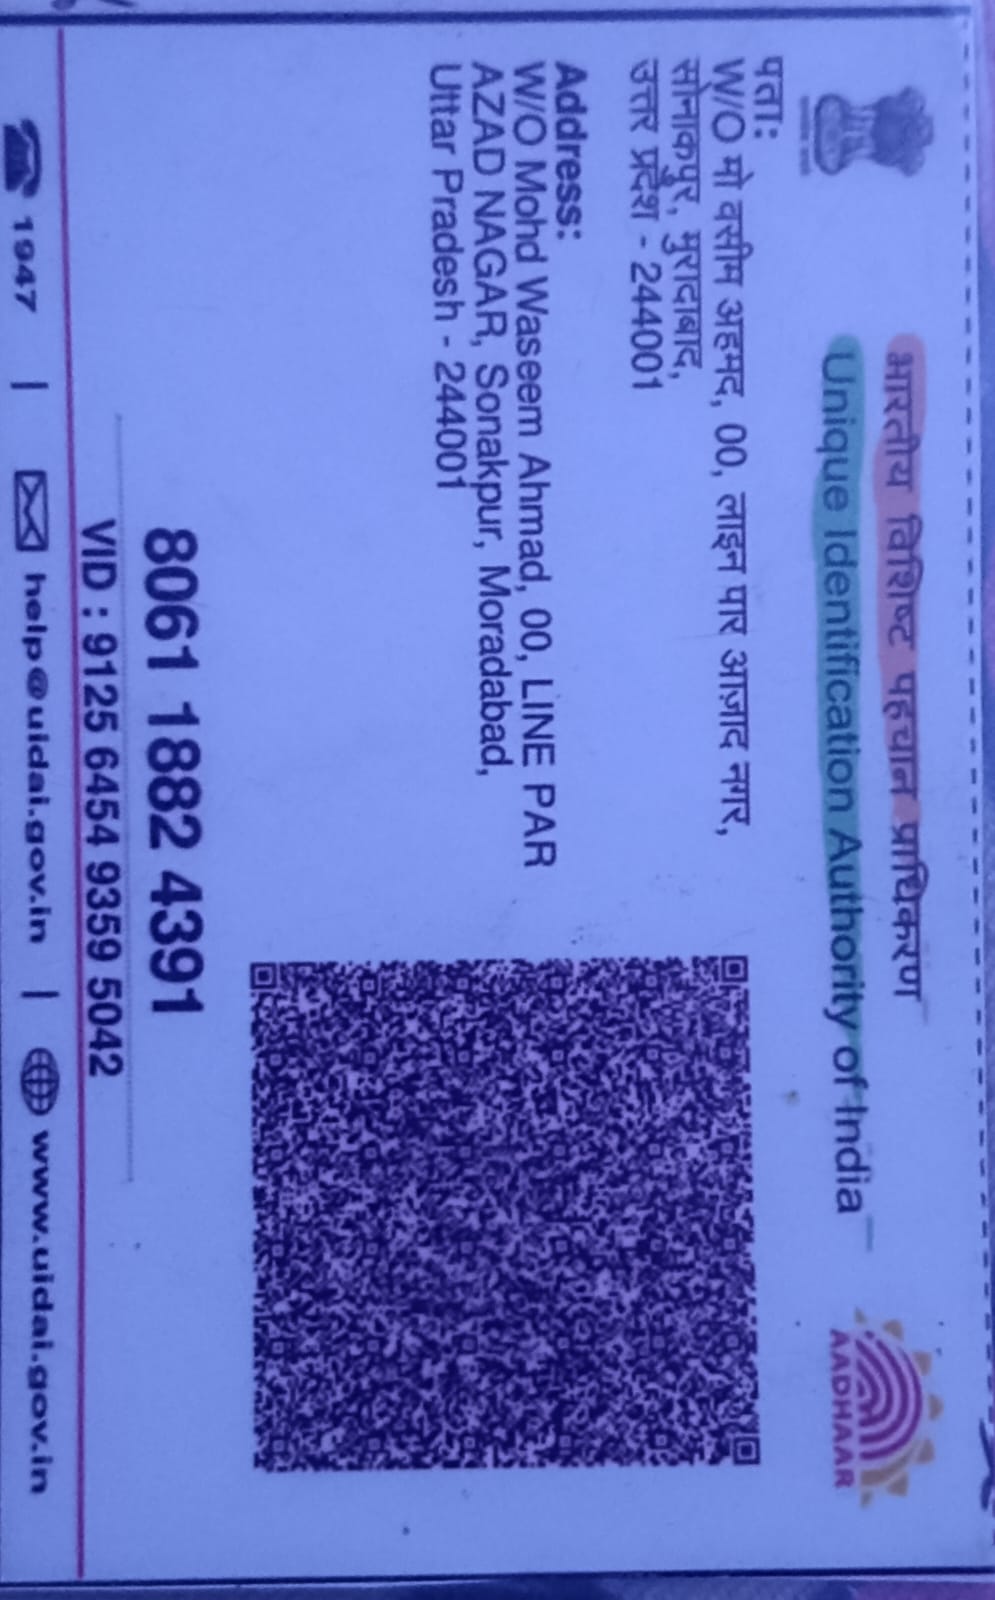 भारतीय विशिष्ट पहचान प्राधिकरण
Unique Identification Authority of India
AADHAAR
पता:
W/O मो वसीम अहमद, 00, लाइन पार आज़ाद नगर,
सोनाकपुर, मुरादाबाद,
उत्तर प्रदेश - 244001
Address:
W/O Mohd Waseem Ahmad, 00, LINE PAR
AZAD NAGAR, Sonakpur, Moradabad,
Uttar Pradesh - 244001
8061 1882 4391
VID : 9125 6454 9359 5042
1947 | help@uidai.gov.in | www.uidai.gov.in